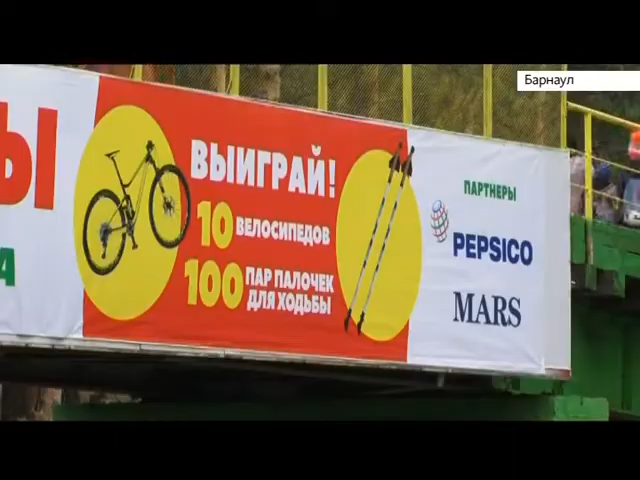 Барнаул
Ы
А
ВЫИГРАЙ!
10 ВЕЛОСИПЕДОВ
100 ПАР ПАЛОЧЕК
ДЛЯ ХОДЬБЫ
ПАРТНЕРЫ
PEPSICO
MARS